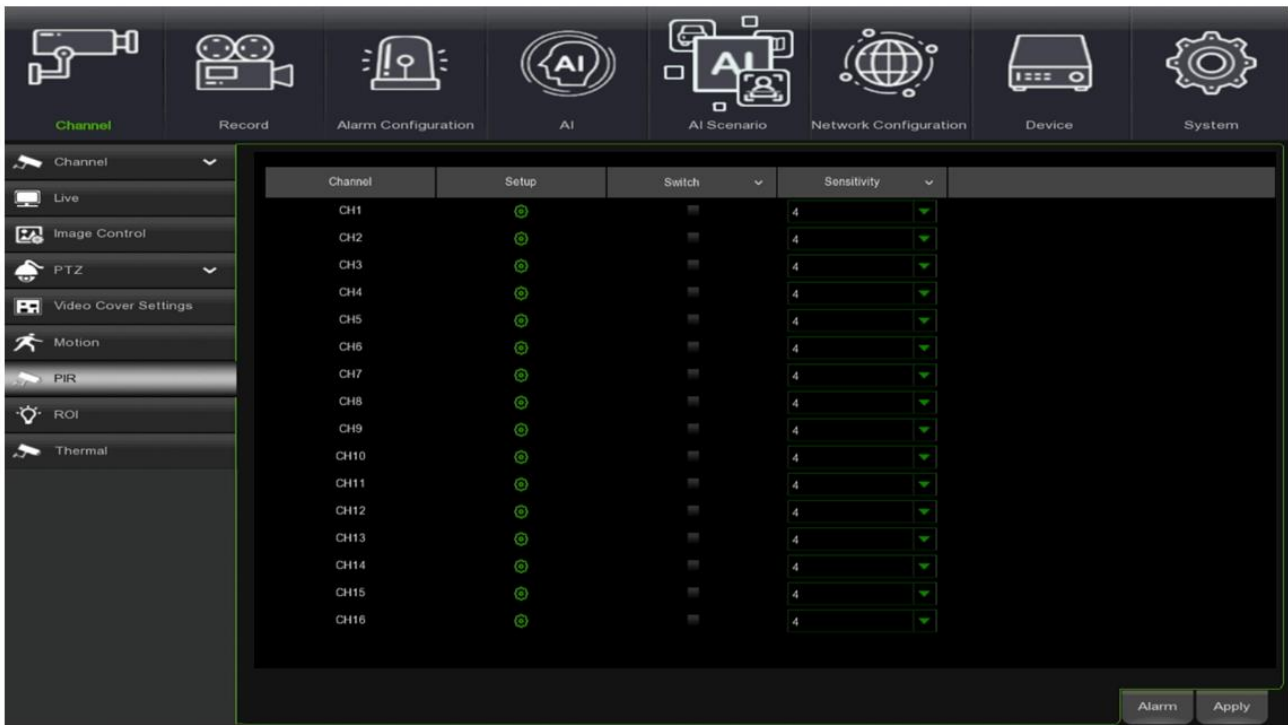 AI
AI
Channel Record Alarm Configuration AI AI Scenario Network Configuration Device System
Channel
Live
Image Control
PTZ
Video Cover Settings
Motion
PIR
ROI
Thermal
Channel Setup Switch Sensitivity
CH1 4
CH2 4
CH3 4
CH4 4
CH5 4
CH6 4
CH7 4
CH8 4
CH9 4
CH10 4
CH11 4
CH12 4
CH13 4
CH14 4
CH15 4
CH16 4
Alarm Apply